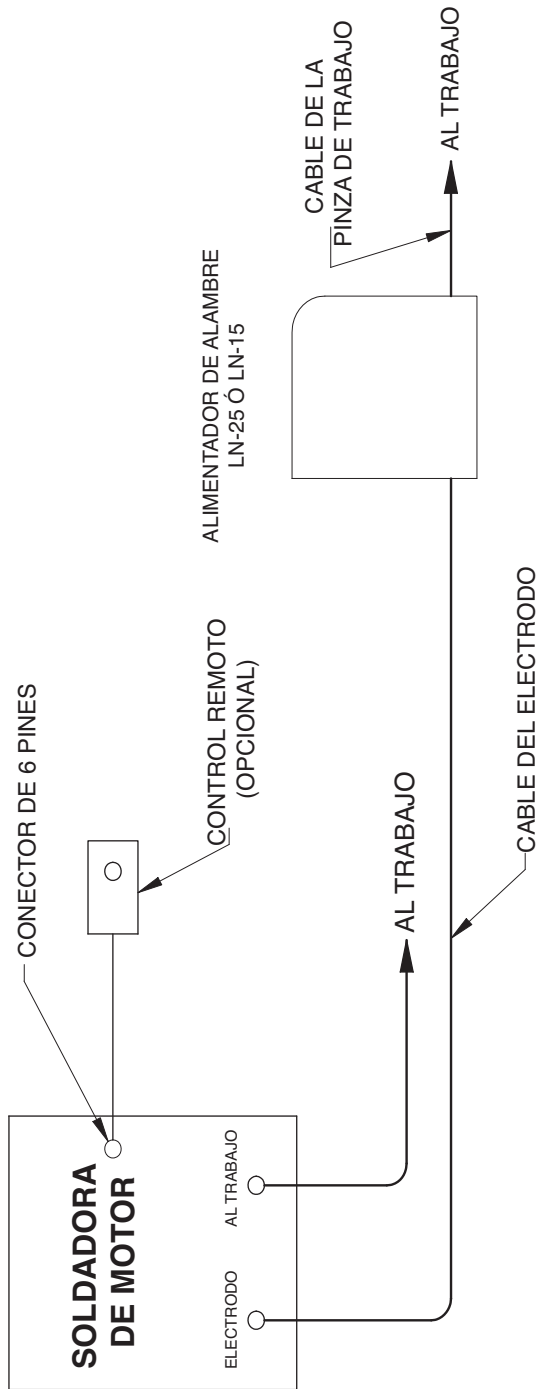 SOLDADORA
DE MOTOR
ELECTRODO
AL TRABAJO
CONECTOR DE 6 PINES
CONTROL REMOTO
(OPCIONAL)
ALIMENTADOR DE ALAMBRE
LN-25 Ó LN-15
CABLE DE LA
PINZA DE TRABAJO
AL TRABAJO
AL TRABAJO
CABLE DEL ELECTRODO